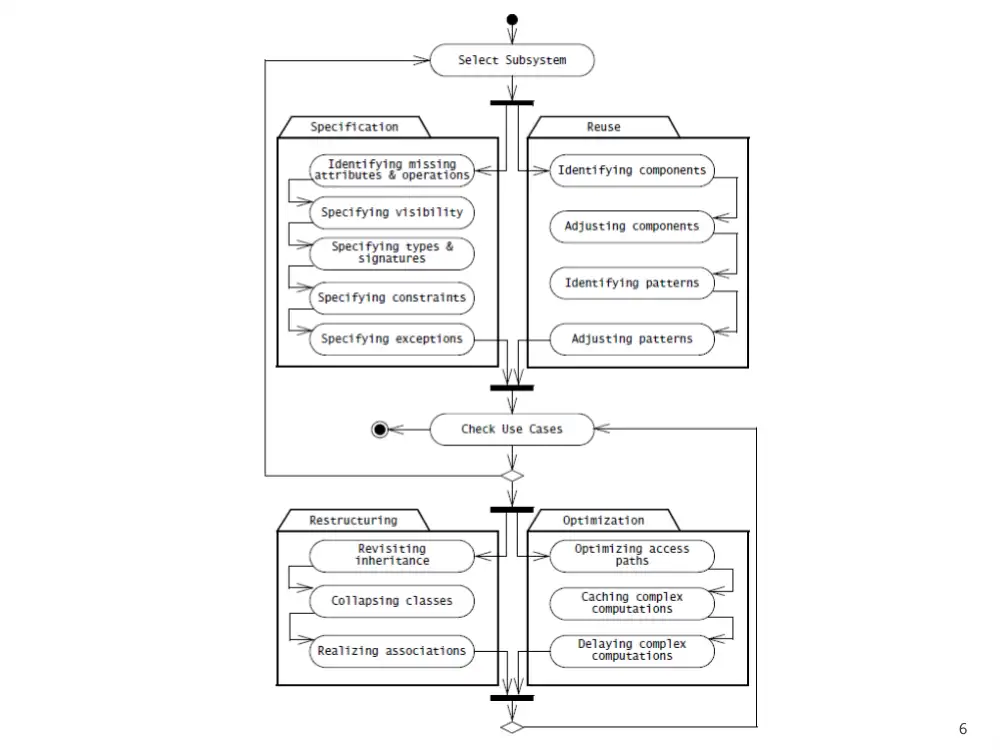 Select Subsystem
Specification
Identifying missing
attributes & operations
Specifying visibility
Specifying types &
signatures
Specifying constraints
Specifying exceptions
Reuse
Identifying components
Adjusting components
Identifying patterns
Adjusting patterns
Check Use Cases
Restructuring
Revisiting
inheritance
Collapsing classes
Realizing associations
Optimization
Optimizing access
paths
Caching complex
computations
Delaying complex
computations
6